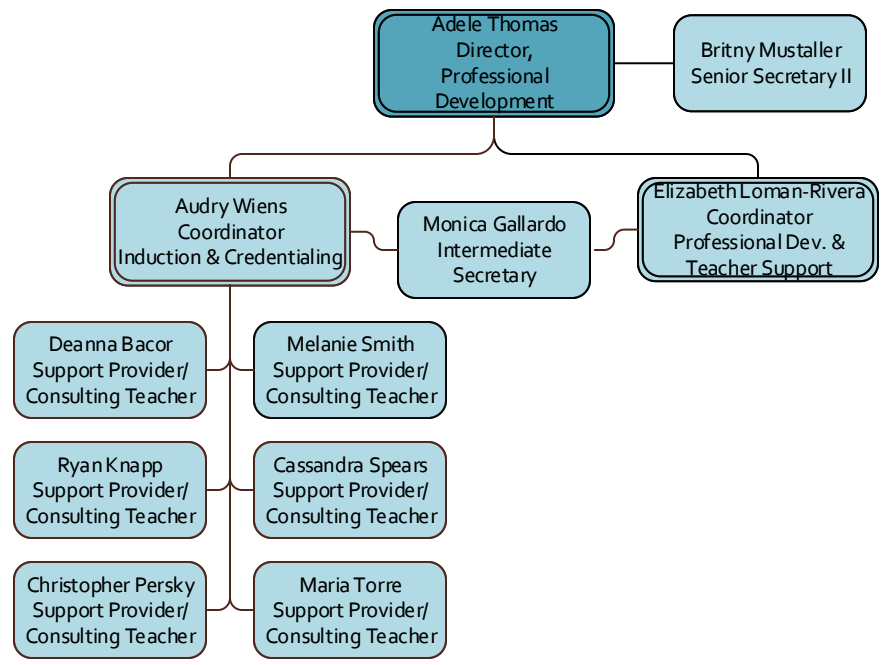 Adele Thomas
Director,
Professional
Development
Britny Mustaller
Senior Secretary II
Audry Wiens
Coordinator
Induction & Credentialing
Monica Gallardo
Intermediate
Secretary
Elizabeth Loman-Rivera
Coordinator
Professional Dev. &
Teacher Support
Deanna Bacor
Support Provider/
Consulting Teacher
Melanie Smith
Support Provider/
Consulting Teacher
Ryan Knapp
Support Provider/
Consulting Teacher
Cassandra Spears
Support Provider/
Consulting Teacher
Christopher Persky
Support Provider/
Consulting Teacher
Maria Torre
Support Provider/
Consulting Teacher